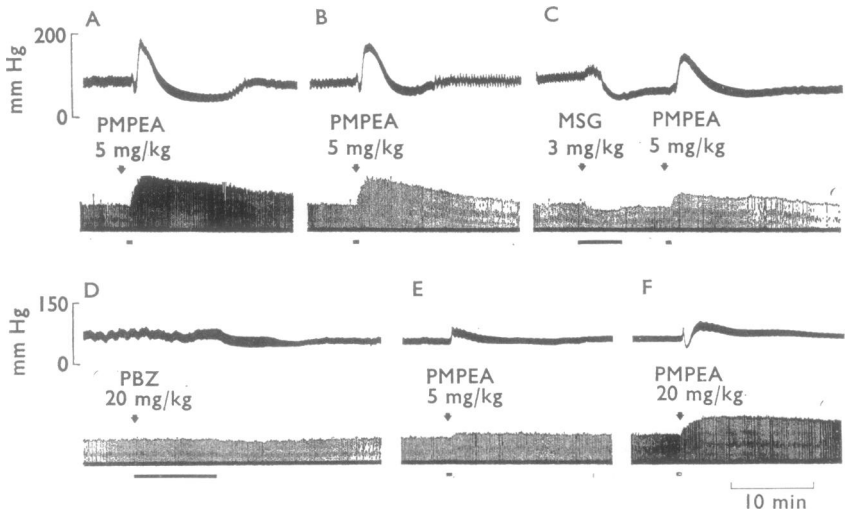 A
B
C
200
100
0
mm Hg
PMPEA
5 mg/kg
PMPEA
5 mg/kg
MSG
3 mg/kg
PMPEA
5 mg/kg
D
E
F
150
0
mm Hg
PBZ
20 mg/kg
PMPEA
5 mg/kg
PMPEA
20 mg/kg
10 min